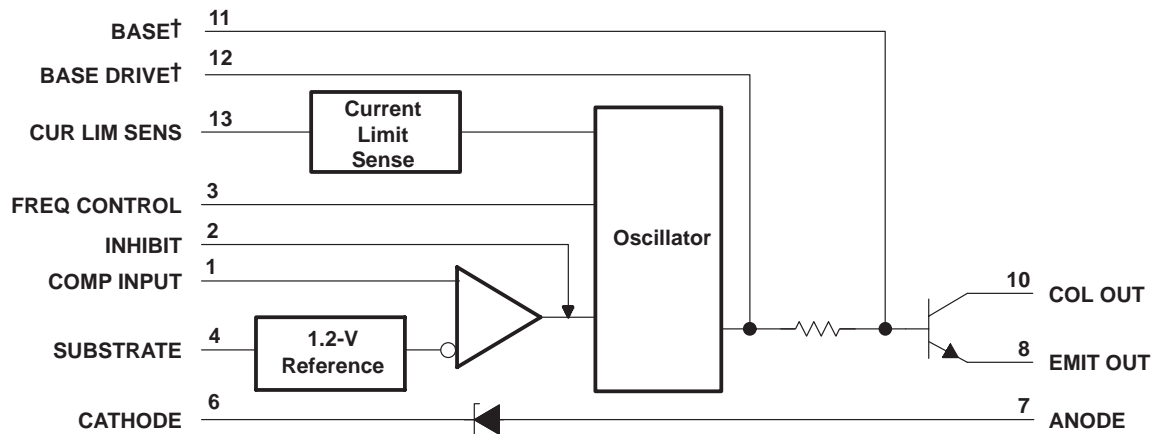 BASE† 11
BASE DRIVE† 12
CUR LIM SENS 13
Current
Limit
Sense
FREQ CONTROL 3
INHIBIT 2
COMP INPUT 1
Oscillator
SUBSTRATE 4
1.2-V
Reference
10 COL OUT
8 EMIT OUT
CATHODE 6
7 ANODE